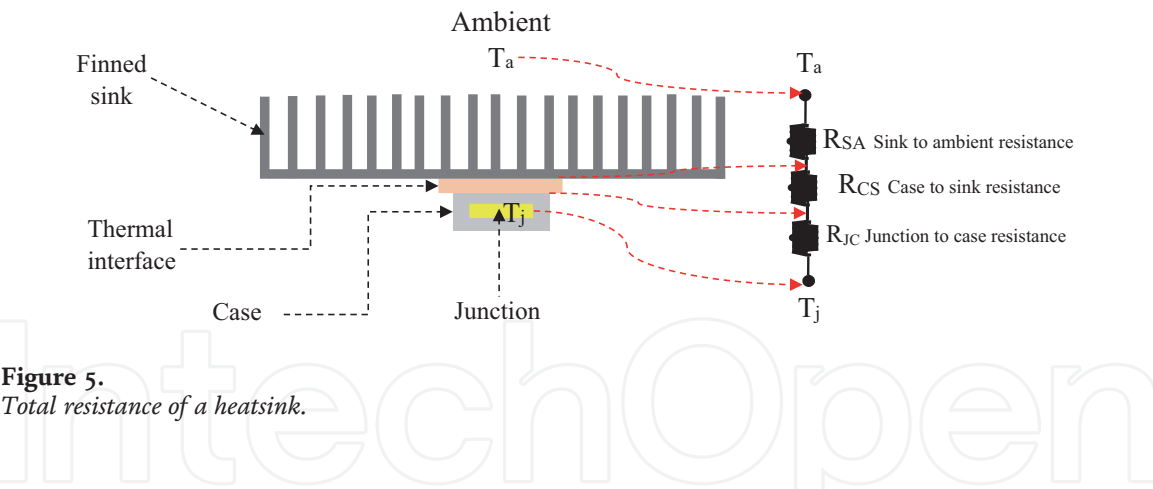 Ambient
Ta
Finned
sink
Thermal
interface
Case
Junction
Tj
Ta
RSA Sink to ambient resistance
RCS Case to sink resistance
RJC Junction to case resistance
Tj
IntechOpen
Figure 5.
Total resistance of a heatsink.